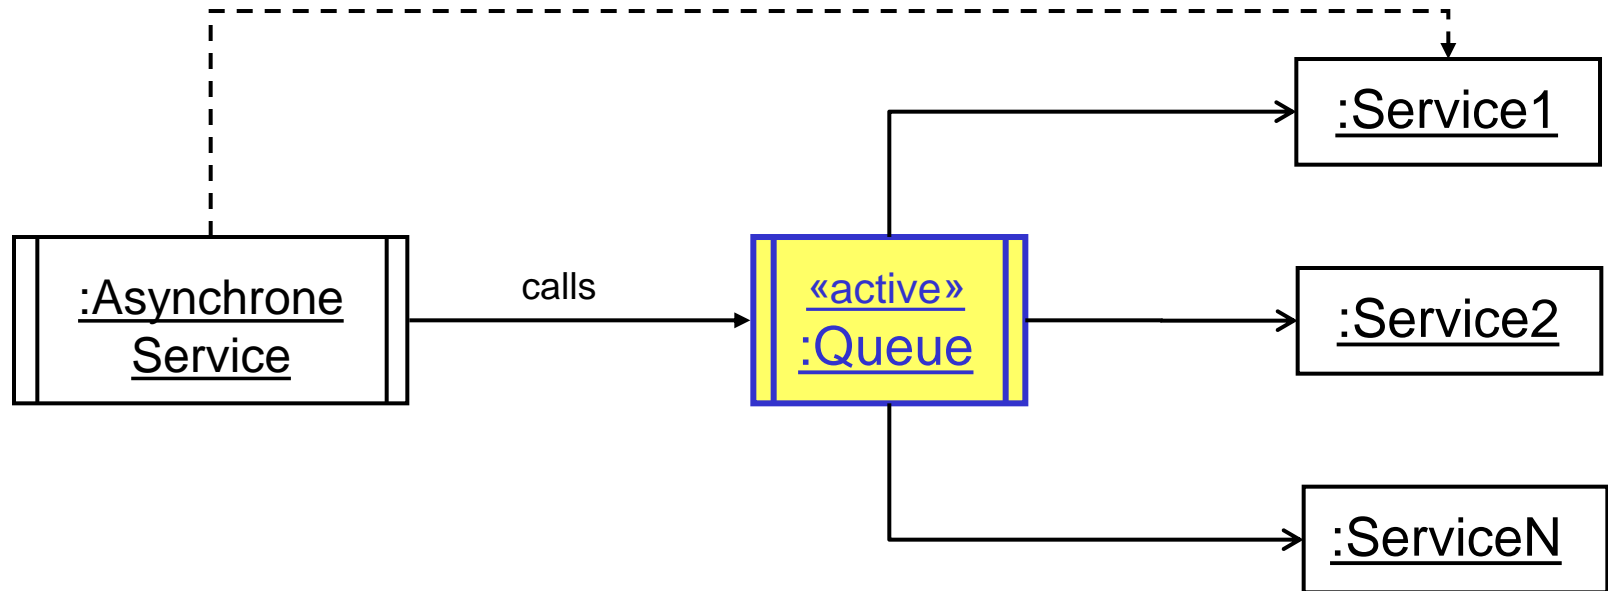 :Service1
:Asynchrone
Service
calls
«active»
:Queue
:Service2
:ServiceN